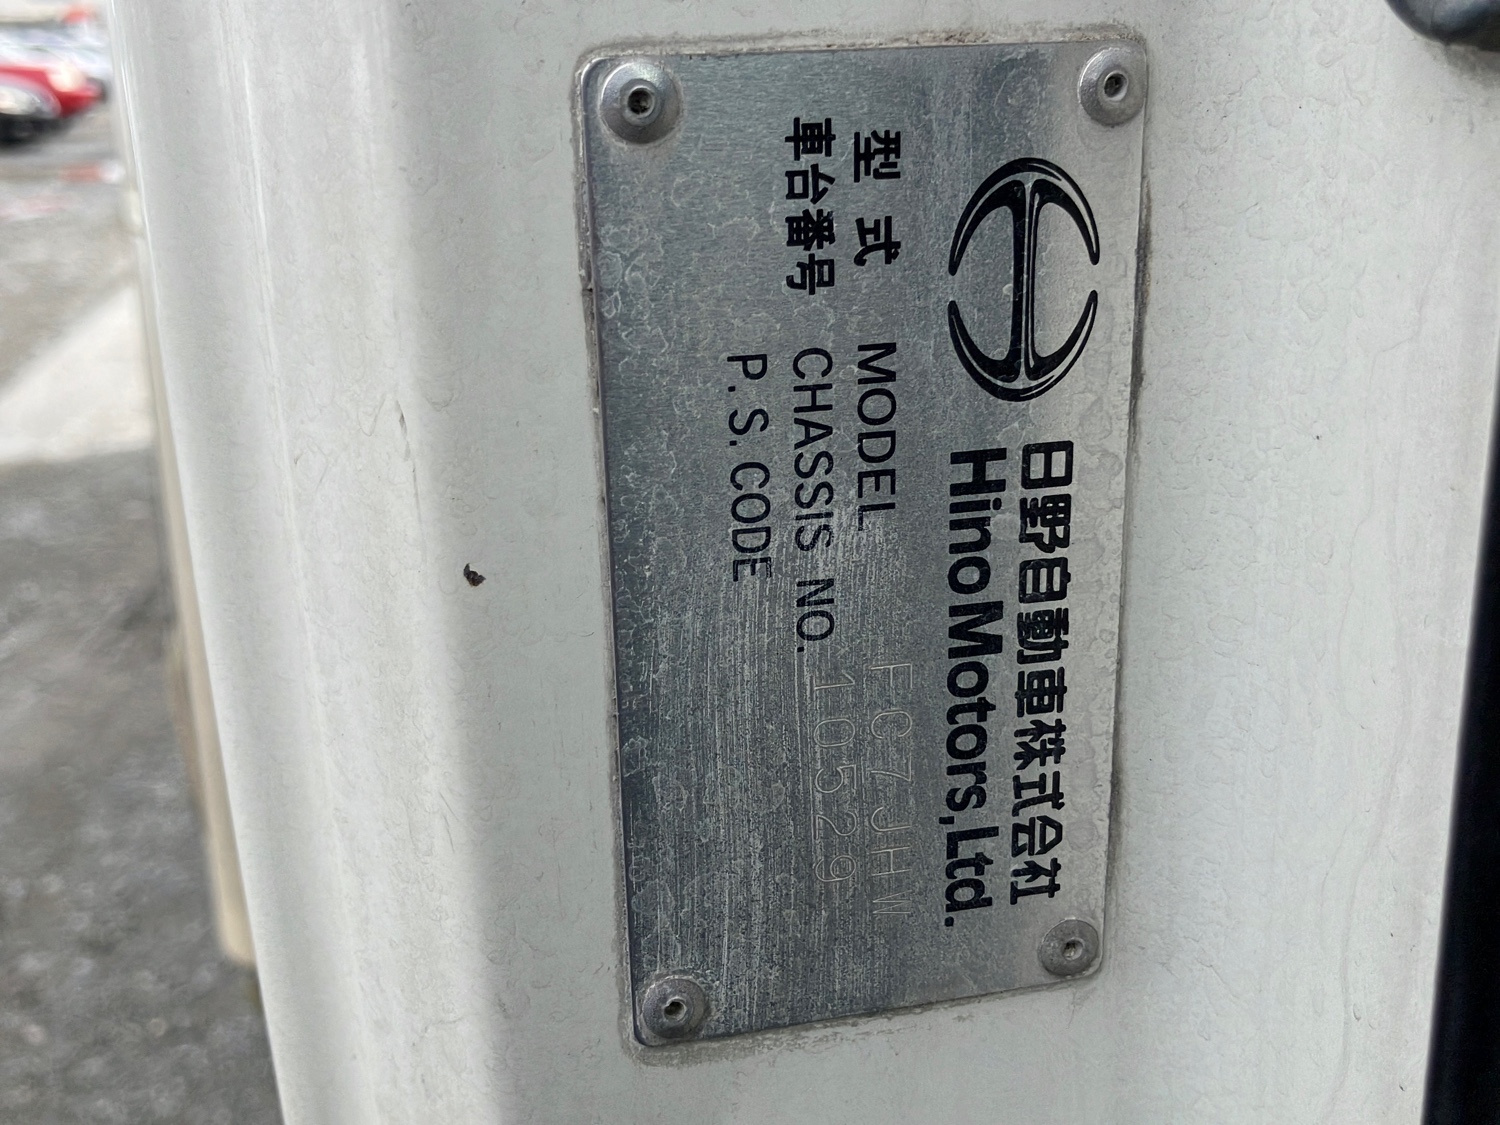 日野自動車株式会社
Hino Motors, Ltd.
型式 MODEL FC7JHW
車台番号 CHASSIS NO. 10529
P.S.CODE